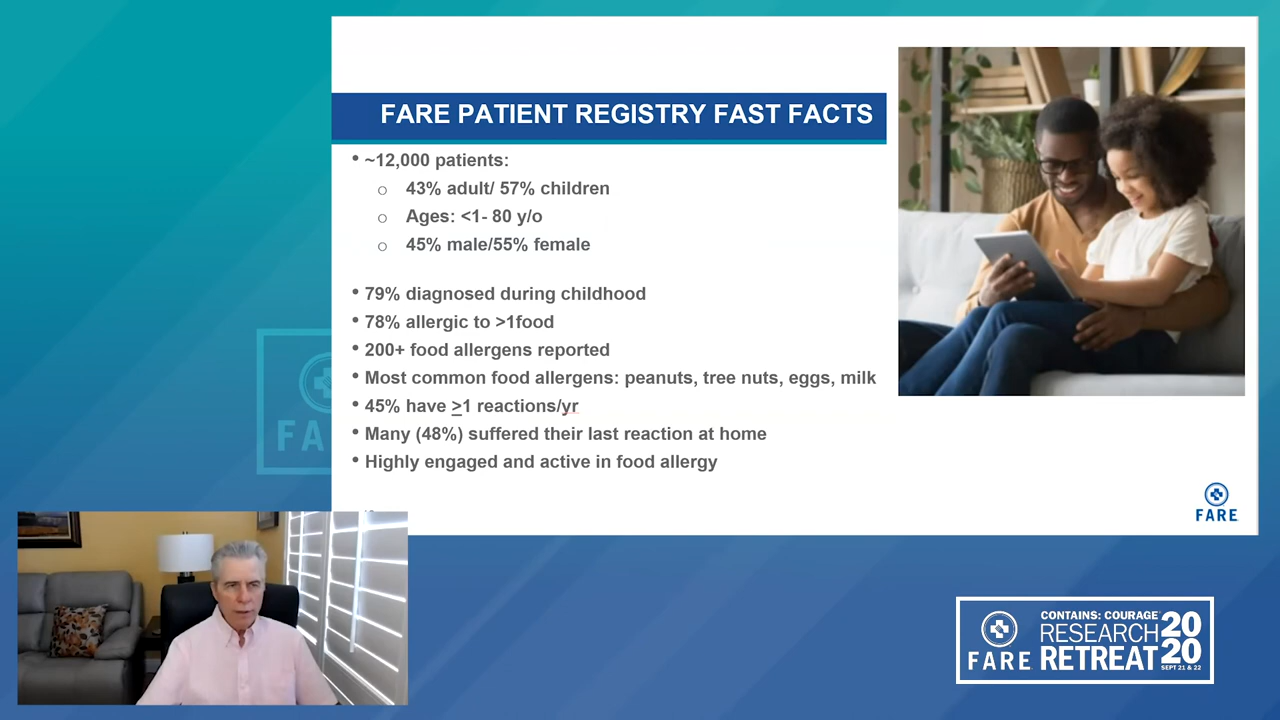 FARE PATIENT REGISTRY FAST FACTS
• ~12,000 patients:
o 43% adult/ 57% children
o Ages: <1- 80 y/o
o 45% male/55% female
• 79% diagnosed during childhood
• 78% allergic to >1food
• 200+ food allergens reported
• Most common food allergens: peanuts, tree nuts, eggs, milk
• 45% have ≥1 reactions/yr
• Many (48%) suffered their last reaction at home
• Highly engaged and active in food allergy
FARE
FA
CONTAINS: COURAGE
RESEARCH
RETREAT
2020
SEPT 21 & 22
FARE